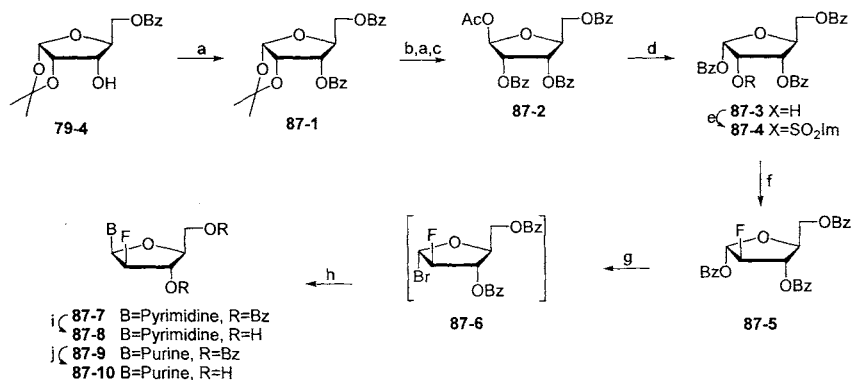 OBz
O
O
O
OH
79-4
a
OBz
O
O
O
OBz
87-1
b,a,c
AcO
O
OBz
OBz
OBz
87-2
d
OBz
O
BzO
OR
OBz
87-3 X=H
e 87-4 X=SO2Im
f
OBz
F
O
BzO
OBz
87-5
g
OBz
F
O
Br
OBz
87-6
h
B
F
O
OR
OR
i 87-7 B=Pyrimidine, R=Bz
87-8 B=Pyrimidine, R=H
j 87-9 B=Purine, R=Bz
87-10 B=Purine, R=H